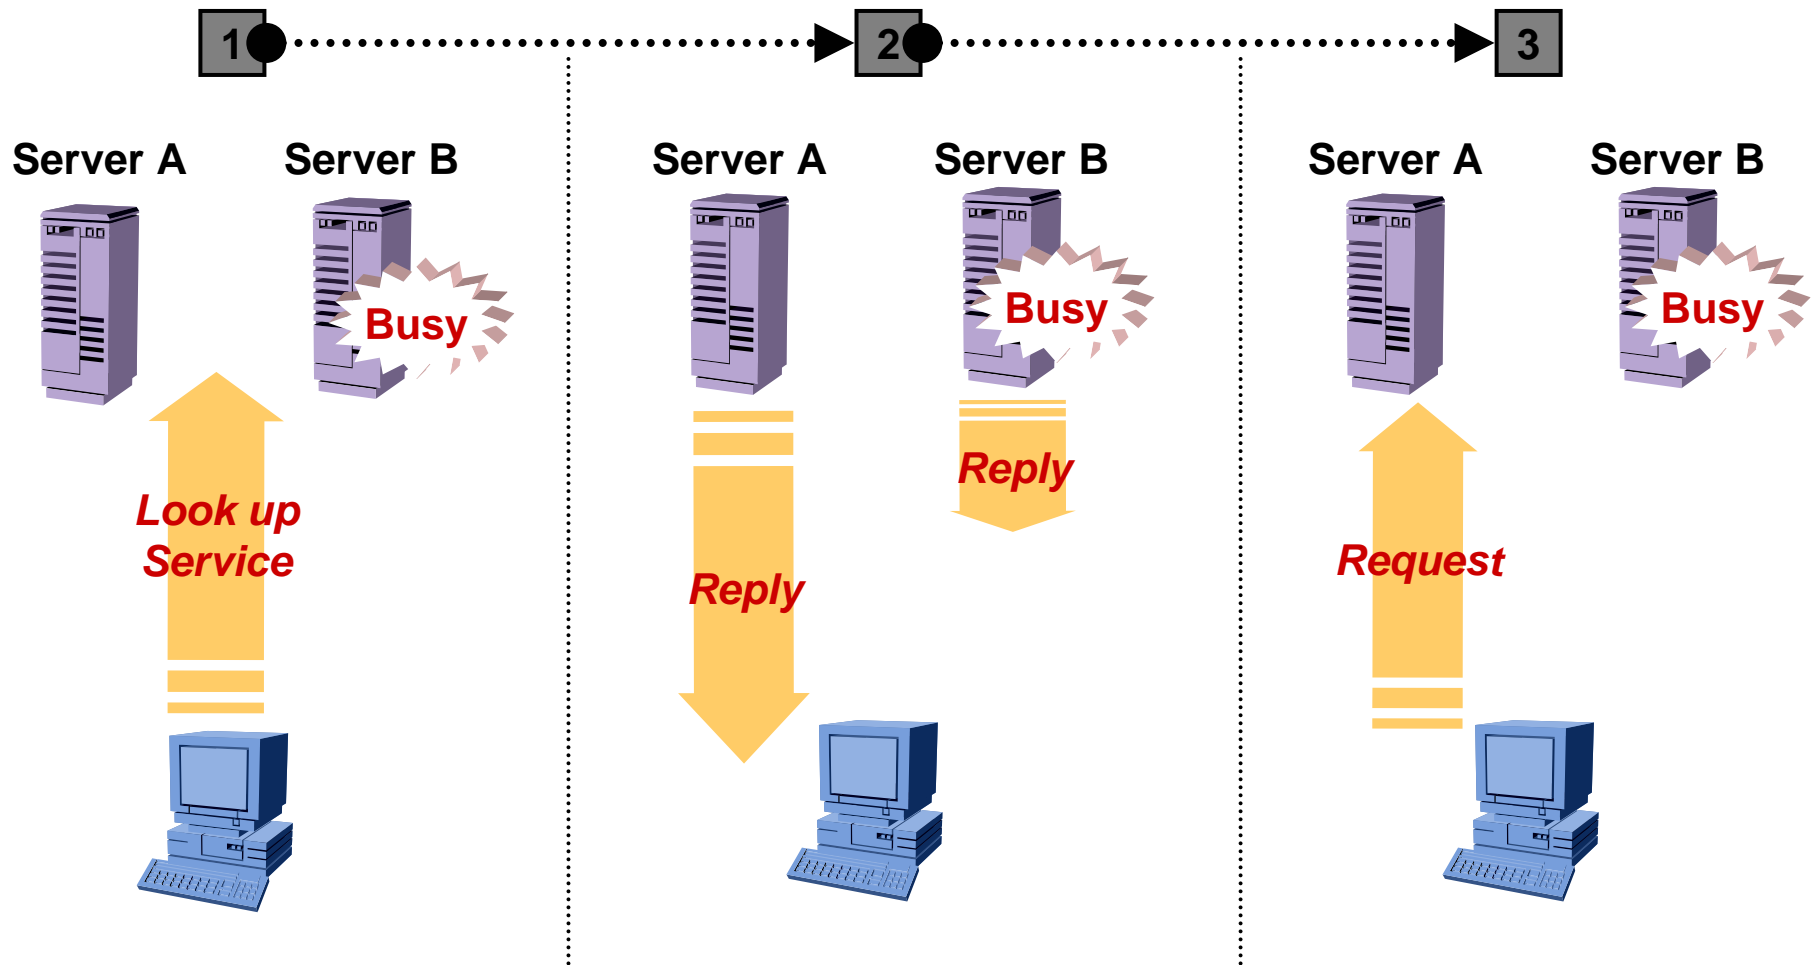 1
2
3
Server A
Server B
Busy
Look up
Service
Server A
Server B
Busy
Reply
Reply
Server A
Server B
Busy
Request